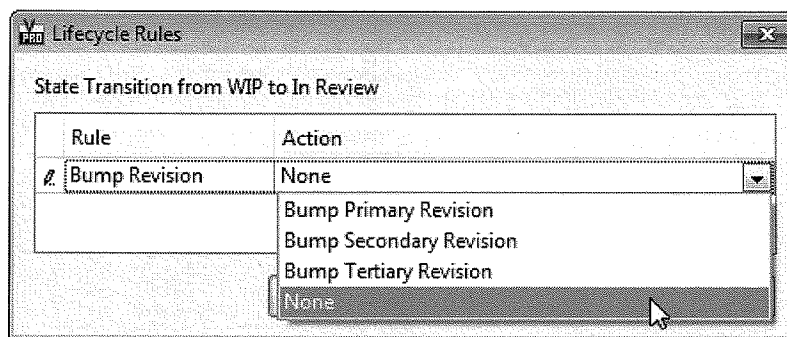 V PRO Lifecycle Rules
State Transition from WIP to In Review
Rule Action
Bump Revision None
Bump Primary Revision
Bump Secondary Revision
Bump Tertiary Revision
None